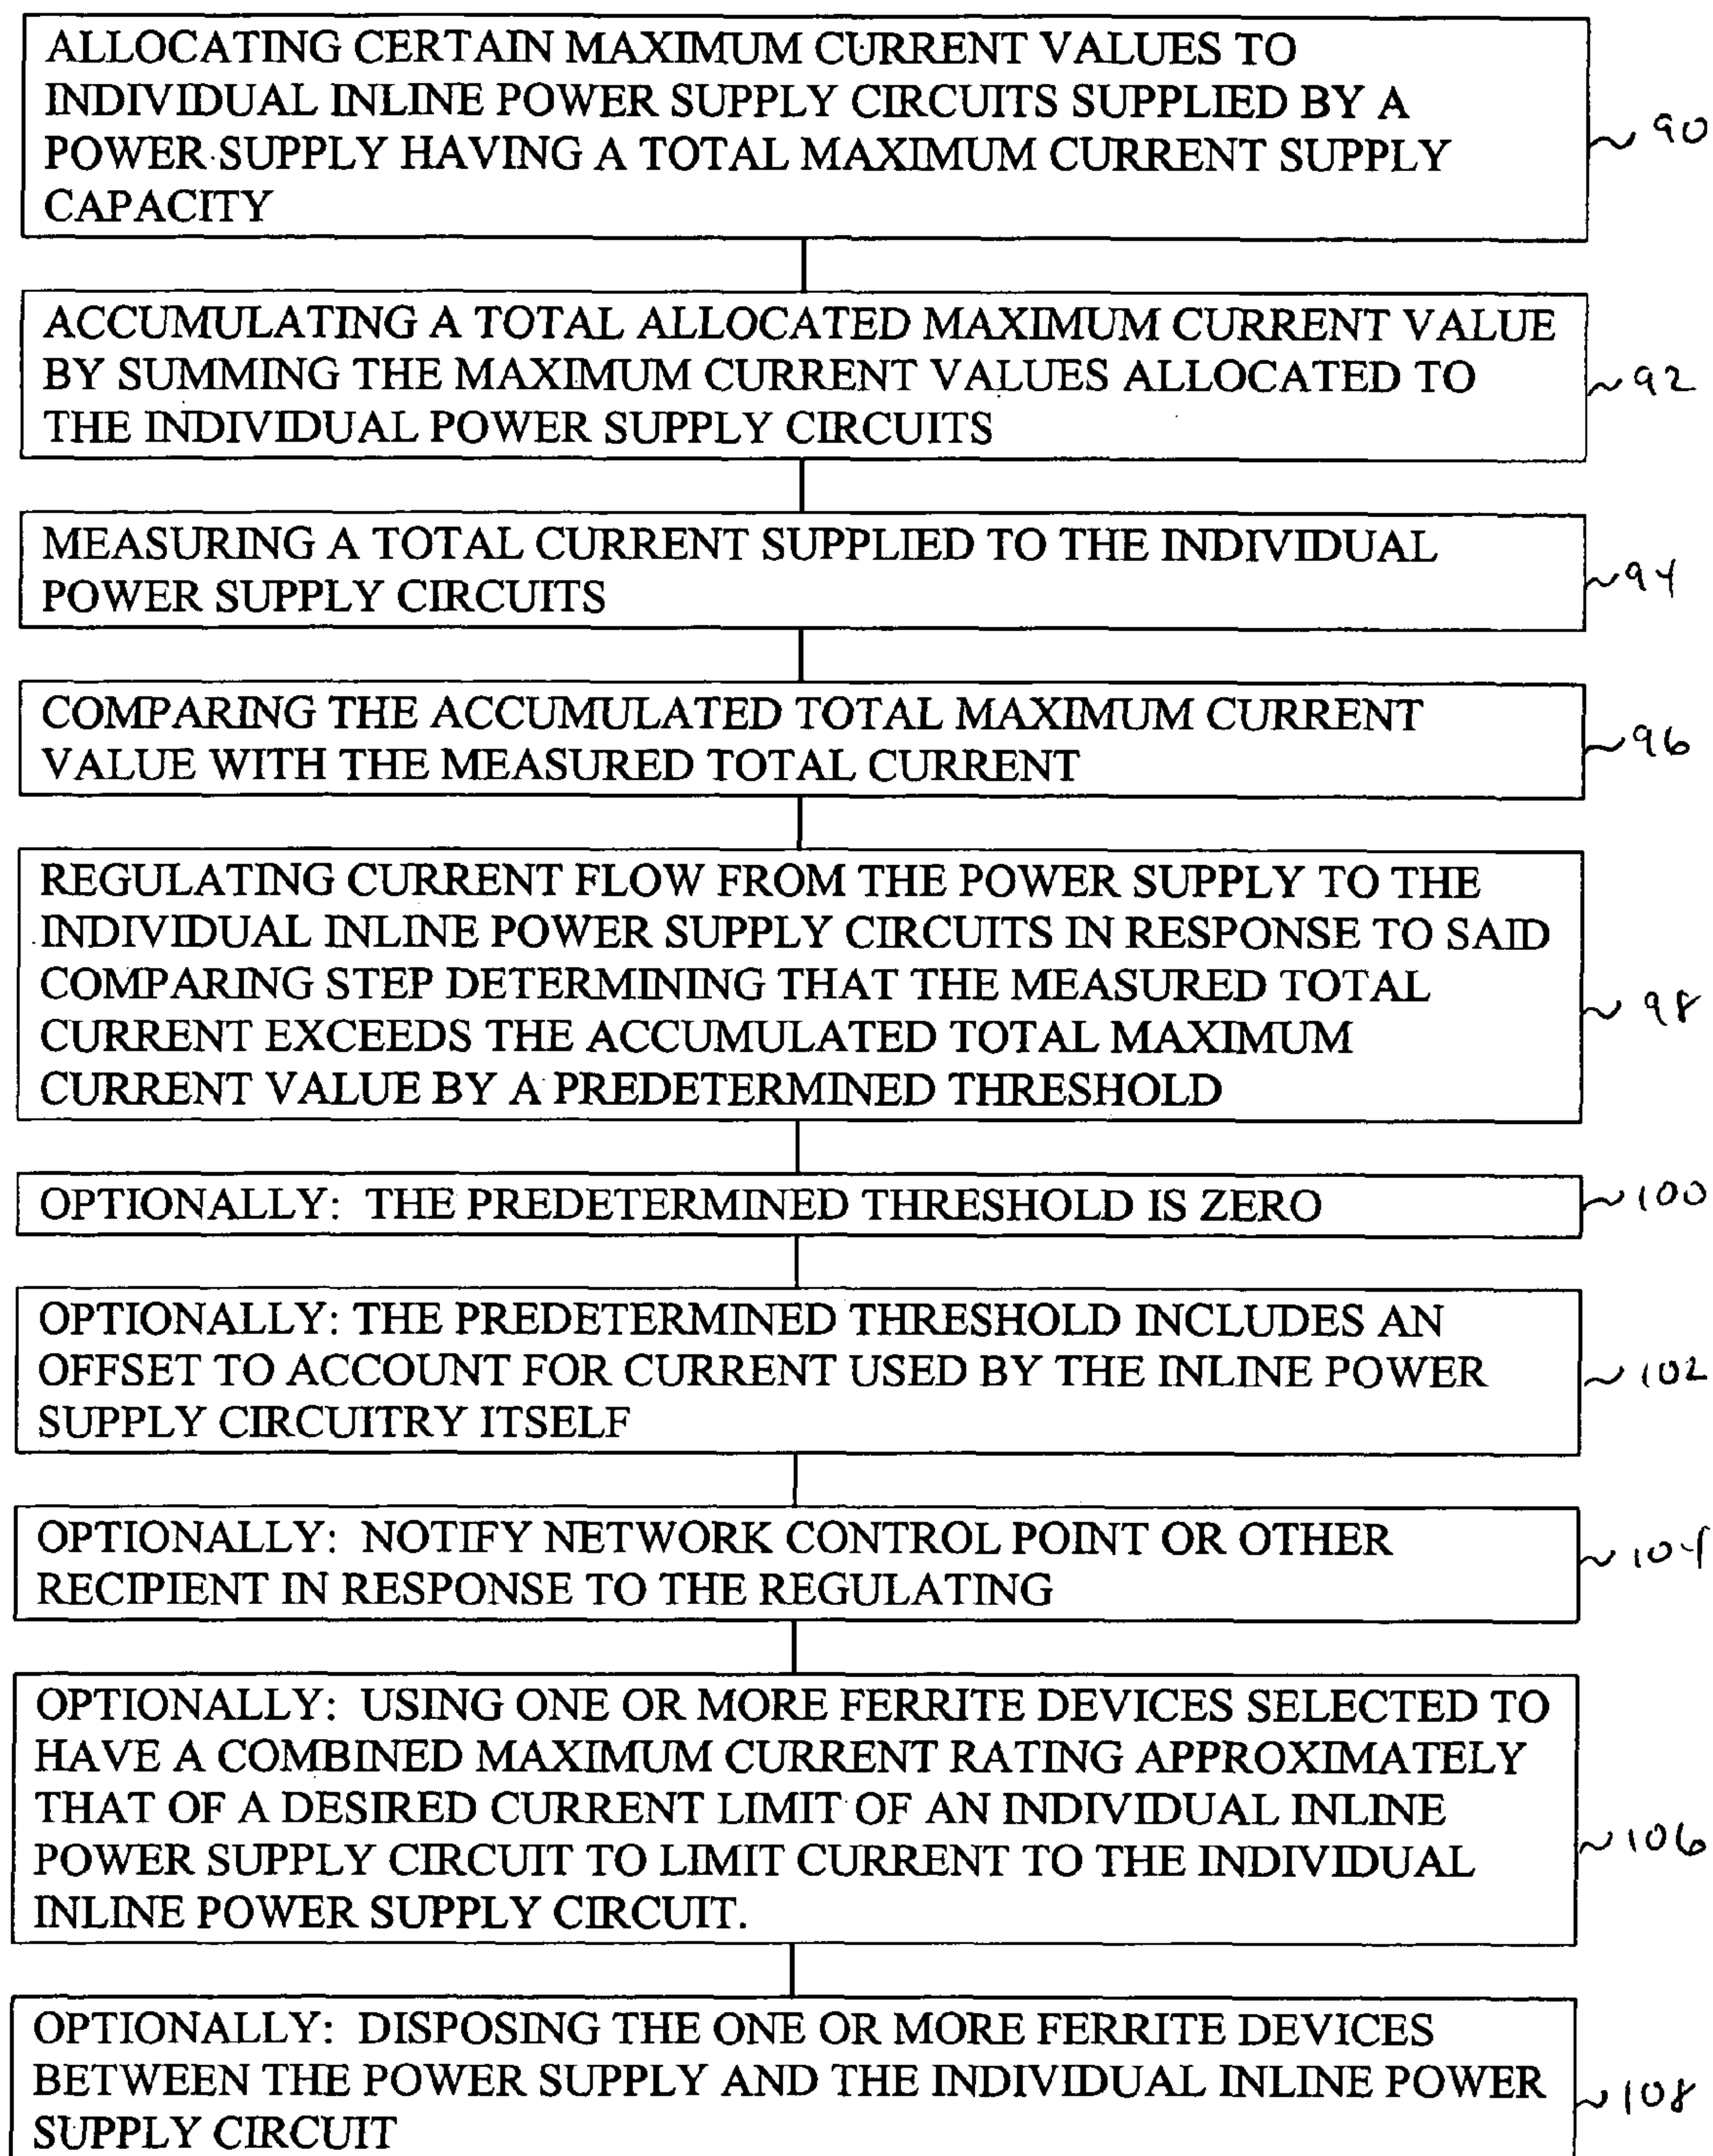 ALLOCATING CERTAIN MAXIMUM CURRENT VALUES TO
INDIVIDUAL INLINE POWER SUPPLY CIRCUITS SUPPLIED BY A
POWER SUPPLY HAVING A TOTAL MAXIMUM CURRENT SUPPLY
CAPACITY
90
ACCUMULATING A TOTAL ALLOCATED MAXIMUM CURRENT VALUE
BY SUMMING THE MAXIMUM CURRENT VALUES ALLOCATED TO
THE INDIVIDUAL POWER SUPPLY CIRCUITS
92
MEASURING A TOTAL CURRENT SUPPLIED TO THE INDIVIDUAL
POWER SUPPLY CIRCUITS
94
COMPARING THE ACCUMULATED TOTAL MAXIMUM CURRENT
VALUE WITH THE MEASURED TOTAL CURRENT
96
REGULATING CURRENT FLOW FROM THE POWER SUPPLY TO THE
INDIVIDUAL INLINE POWER SUPPLY CIRCUITS IN RESPONSE TO SAID
COMPARING STEP DETERMINING THAT THE MEASURED TOTAL
CURRENT EXCEEDS THE ACCUMULATED TOTAL MAXIMUM
CURRENT VALUE BY A PREDETERMINED THRESHOLD
98
OPTIONALLY: THE PREDETERMINED THRESHOLD IS ZERO
100
OPTIONALLY: THE PREDETERMINED THRESHOLD INCLUDES AN
OFFSET TO ACCOUNT FOR CURRENT USED BY THE INLINE POWER
SUPPLY CIRCUITRY ITSELF
102
OPTIONALLY: NOTIFY NETWORK CONTROL POINT OR OTHER
RECIPIENT IN RESPONSE TO THE REGULATING
104
OPTIONALLY: USING ONE OR MORE FERRITE DEVICES SELECTED TO
HAVE A COMBINED MAXIMUM CURRENT RATING APPROXIMATELY
THAT OF A DESIRED CURRENT LIMIT OF AN INDIVIDUAL INLINE
POWER SUPPLY CIRCUIT TO LIMIT CURRENT TO THE INDIVIDUAL
INLINE POWER SUPPLY CIRCUIT.
106
OPTIONALLY: DISPOSING THE ONE OR MORE FERRITE DEVICES
BETWEEN THE POWER SUPPLY AND THE INDIVIDUAL INLINE POWER
SUPPLY CIRCUIT
108